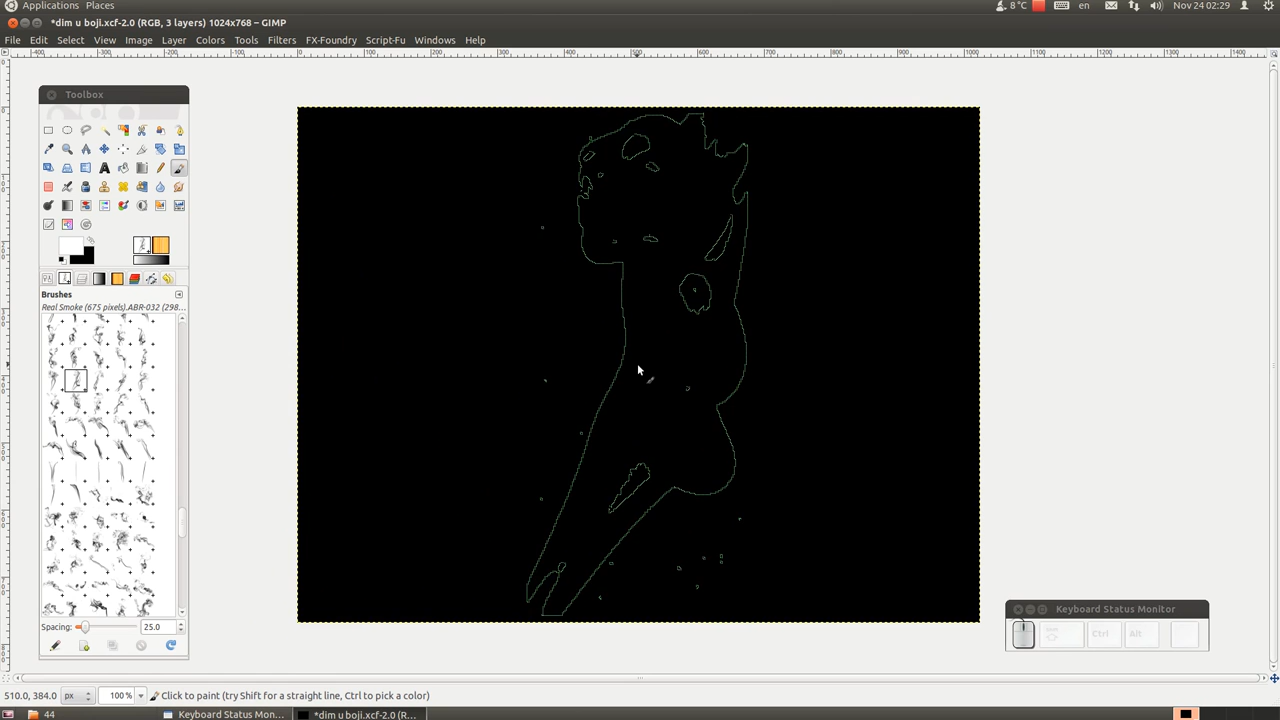 Applications Places
8 °C
en
Nov 24 02:29
*dim u boji.xcf-2.0 (RGB, 3 layers) 1024x768 – GIMP
File Edit Select View Image Layer Colors Tools Filters FX-Foundry Script-Fu Windows Help
Toolbox
Brushes
Real Smoke (675 pixels).ABR-032 (298...
Spacing: 25.0
Keyboard Status Monitor
Ctrl Alt
510.0, 384.0 px 100% Click to paint (try Shift for a straight line, Ctrl to pick a color)
44 Keyboard Status Mon... *dim u boji.xcf-2.0 (R...